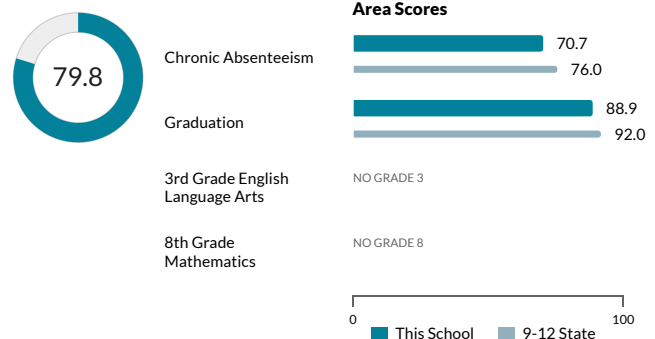 Area Scores
79.8
Chronic Absenteeism
70.7
76.0
Graduation
88.9
92.0
3rd Grade English
Language Arts
NO GRADE 3
8th Grade
Mathematics
NO GRADE 8
0
100
This School
9-12 State